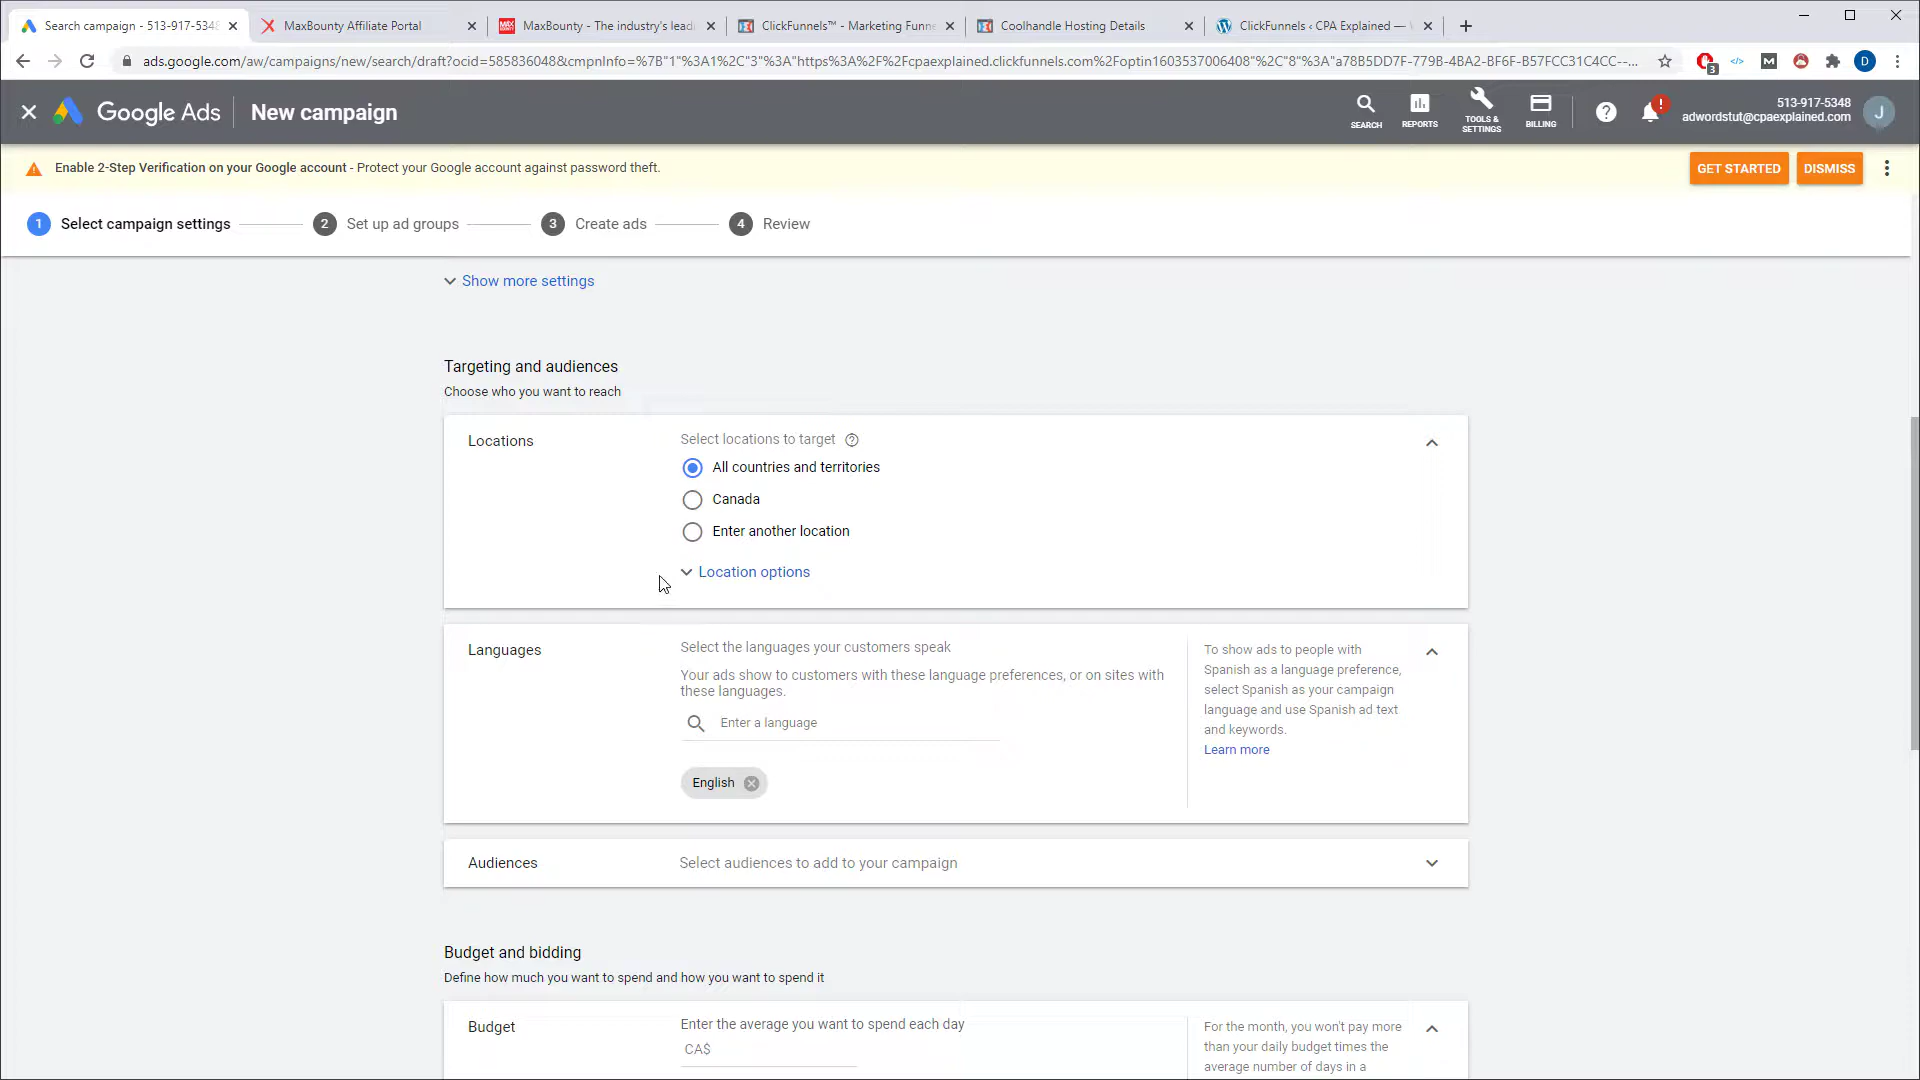 Search campaign - 513-917-5348
MaxBounty Affiliate Portal
MaxBounty - The industry's leadi
ClickFunnels™ - Marketing Funne
Coolhandle Hosting Details
ClickFunnels ‹ CPA Explained —
ads.google.com/aw/campaigns/new/search/draft?ocid=585836048&cmpnInfo=%7B"1"%3A1%2C"3"%3A"https%3A%2F%2Fcpaexplained.clickfunnels.com%2Foptin1603537006408"%2C"8"%3A"a78B5DD7F-779B-4BA2-BF6F-B57FCC31C4CC--...
3
D
Google Ads
New campaign
SEARCH
REPORTS
TOOLS &
SETTINGS
BILLING
?
!
513-917-5348
adwordstut@cpaexplained.com
J
Enable 2-Step Verification on your Google account - Protect your Google account against password theft.
GET STARTED
DISMISS
1 Select campaign settings
2 Set up ad groups
3 Create ads
4 Review
Show more settings
Targeting and audiences
Choose who you want to reach
Locations
Select locations to target
All countries and territories
Canada
Enter another location
Location options
Languages
Select the languages your customers speak
Your ads show to customers with these language preferences, or on sites with
these languages.
Enter a language
English
To show ads to people with
Spanish as a language preference,
select Spanish as your campaign
language and use Spanish ad text
and keywords.
Learn more
Audiences
Select audiences to add to your campaign
Budget and bidding
Define how much you want to spend and how you want to spend it
Budget
Enter the average you want to spend each day
CA$
For the month, you won't pay more
than your daily budget times the
average number of days in a